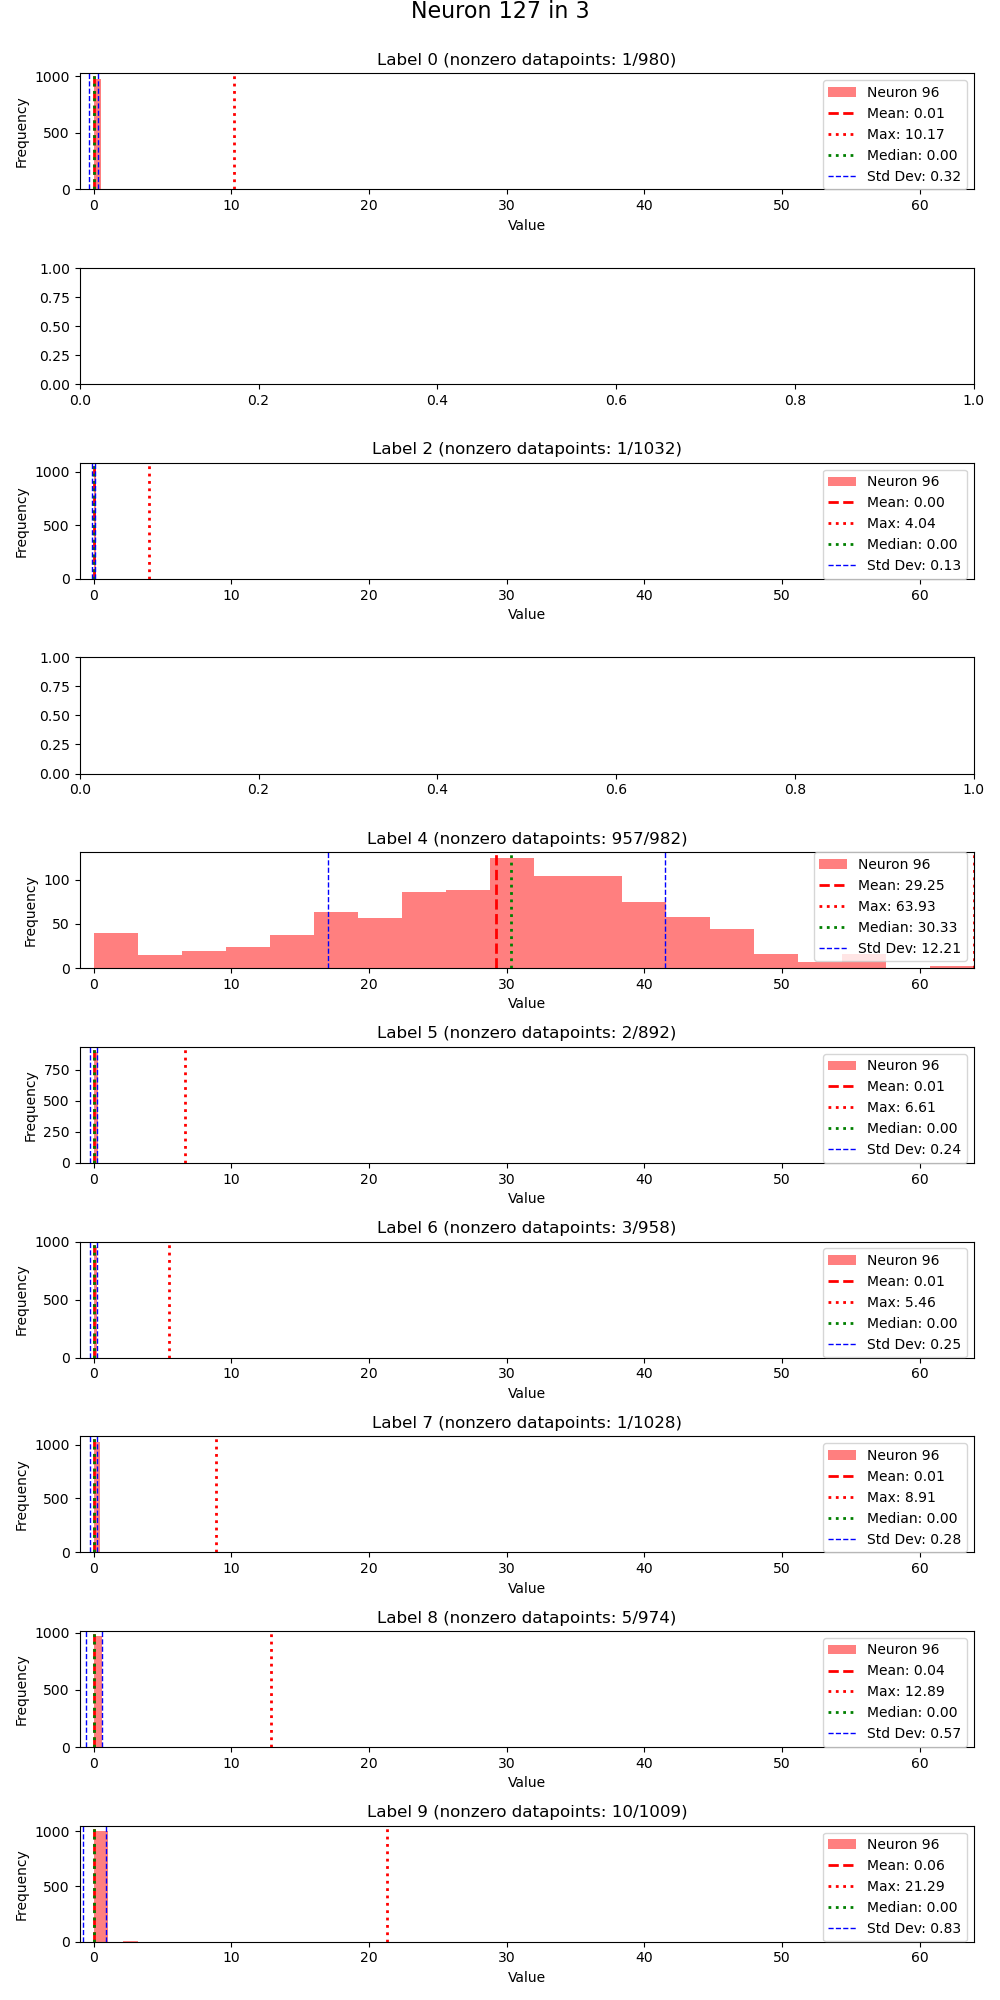 Neuron 127 in 3
Label 0 (nonzero datapoints: 1/980)
1000
500
0
Frequency
Neuron 96
Mean: 0.01
Max: 10.17
Median: 0.00
Std Dev: 0.32
0 10 20 30 40 50 60
Value
1.00
0.75
0.50
0.25
0.00
0.0 0.2 0.4 0.6 0.8 1.0
Label 2 (nonzero datapoints: 1/1032)
1000
500
0
Frequency
Neuron 96
Mean: 0.00
Max: 4.04
Median: 0.00
Std Dev: 0.13
0 10 20 30 40 50 60
Value
1.00
0.75
0.50
0.25
0.00
0.0 0.2 0.4 0.6 0.8 1.0
Label 4 (nonzero datapoints: 957/982)
100
50
0
Frequency
Neuron 96
Mean: 29.25
Max: 63.93
Median: 30.33
Std Dev: 12.21
0 10 20 30 40 50 60
Value
Label 5 (nonzero datapoints: 2/892)
750
500
250
0
Frequency
Neuron 96
Mean: 0.01
Max: 6.61
Median: 0.00
Std Dev: 0.24
0 10 20 30 40 50 60
Value
Label 6 (nonzero datapoints: 3/958)
1000
500
0
Frequency
Neuron 96
Mean: 0.01
Max: 5.46
Median: 0.00
Std Dev: 0.25
0 10 20 30 40 50 60
Value
Label 7 (nonzero datapoints: 1/1028)
1000
500
0
Frequency
Neuron 96
Mean: 0.01
Max: 8.91
Median: 0.00
Std Dev: 0.28
0 10 20 30 40 50 60
Value
Label 8 (nonzero datapoints: 5/974)
1000
500
0
Frequency
Neuron 96
Mean: 0.04
Max: 12.89
Median: 0.00
Std Dev: 0.57
0 10 20 30 40 50 60
Value
Label 9 (nonzero datapoints: 10/1009)
1000
500
0
Frequency
Neuron 96
Mean: 0.06
Max: 21.29
Median: 0.00
Std Dev: 0.83
0 10 20 30 40 50 60
Value